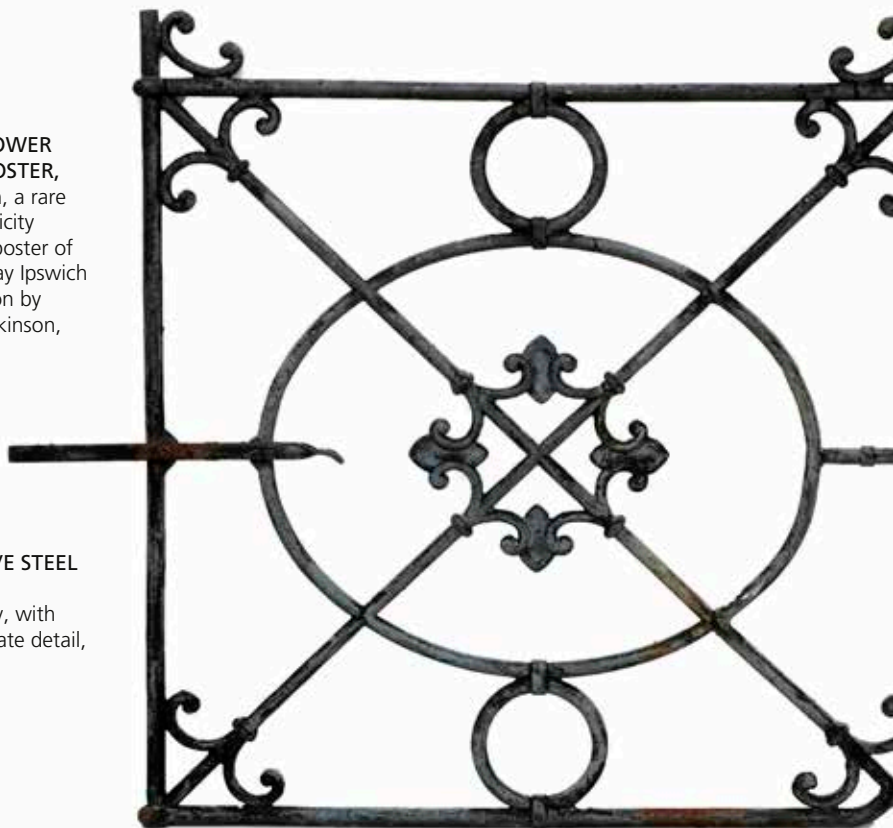 OWER
OSTER,
n, a rare
icity
poster of
ay Ipswich
on by
kinson,
VE STEEL
y, with
ate detail,